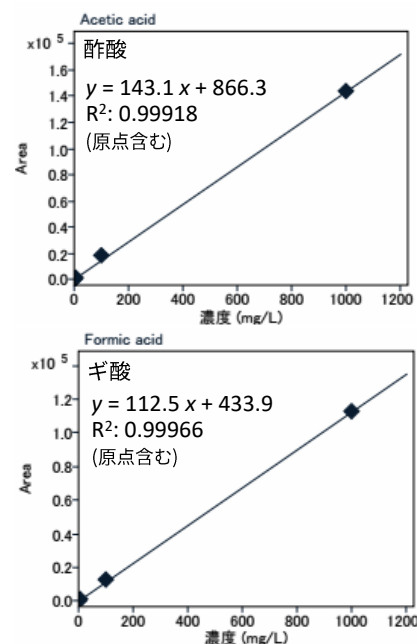 Acetic acid
x10 5
酢酸
y = 143.1 x + 866.3
R²: 0.99918
(原点含む)
1.6
1.4
1.2
1.0
0.8
0.6
0.4
0.2
0.0
Area
0 200 400 600 800 1000 1200
濃度 (mg/L)
Formic acid
x10 5
ギ酸
y = 112.5 x + 433.9
R²: 0.99966
(原点含む)
1.2
1.0
0.8
0.6
0.4
0.2
0.0
Area
0 200 400 600 800 1000 1200
濃度 (mg/L)